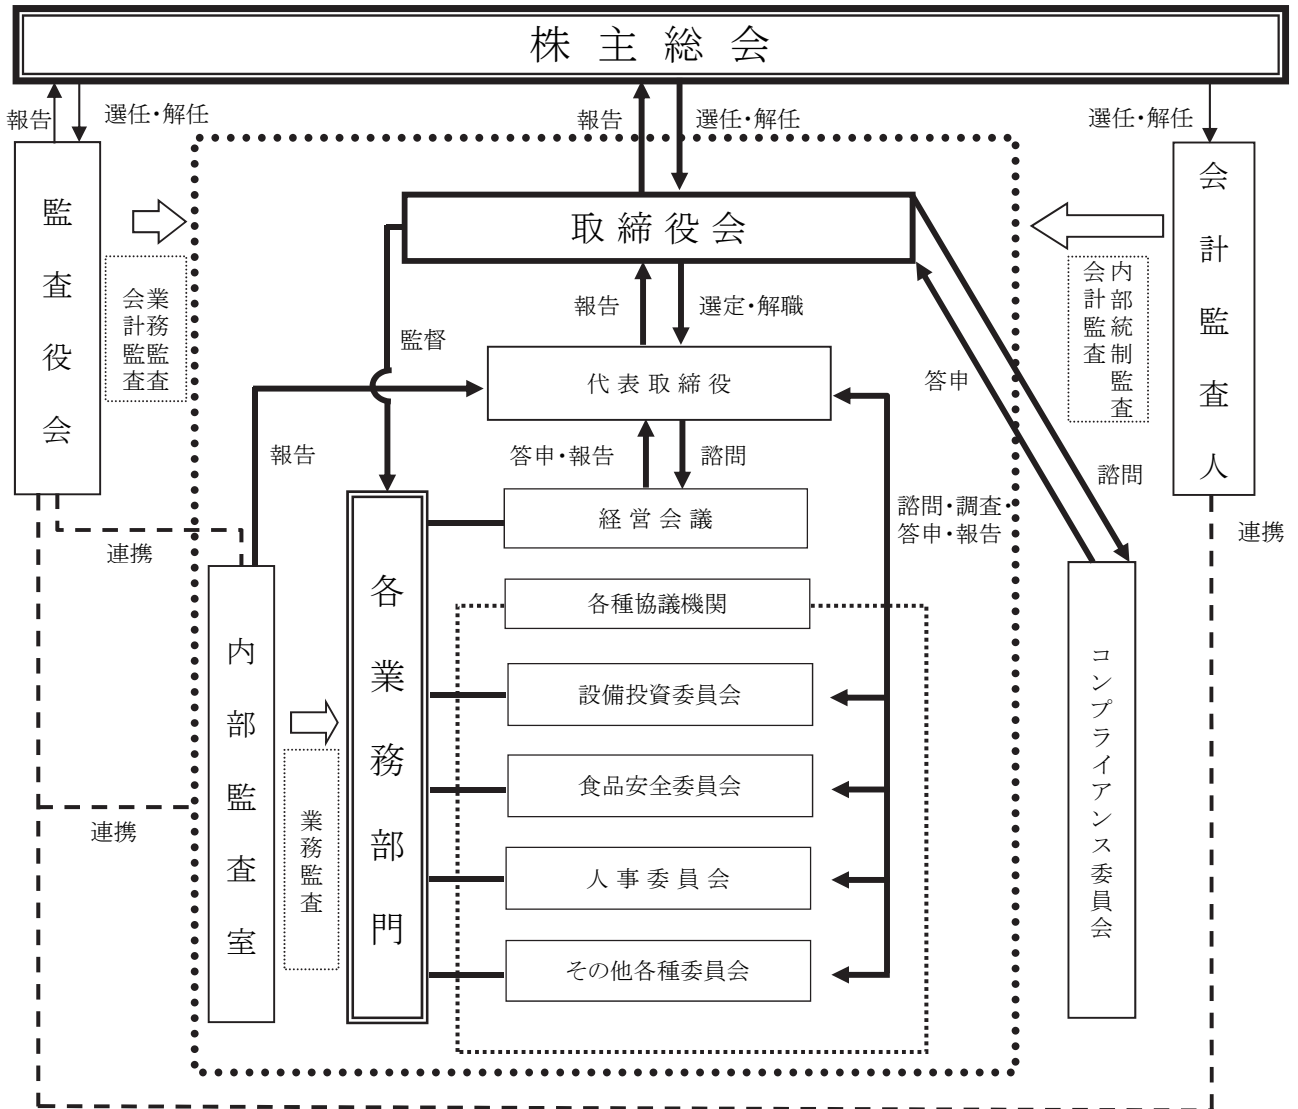 株主総会
報告
選任・解任
報告
選任・解任
選任・解任
監査役会
業務監査
会計監査
取締役会
会計監査人
内部統制監査
会計監査
報告
選定・解職
監督
代表取締役
答申
報告
答申・報告
諮問
諮問
経営会議
諮問・調査・
答申・報告
連携
連携
各種協議機関
各業務部門
内部監査室
コンプライアンス委員会
設備投資委員会
食品安全委員会
連携
業務監査
人事委員会
その他各種委員会